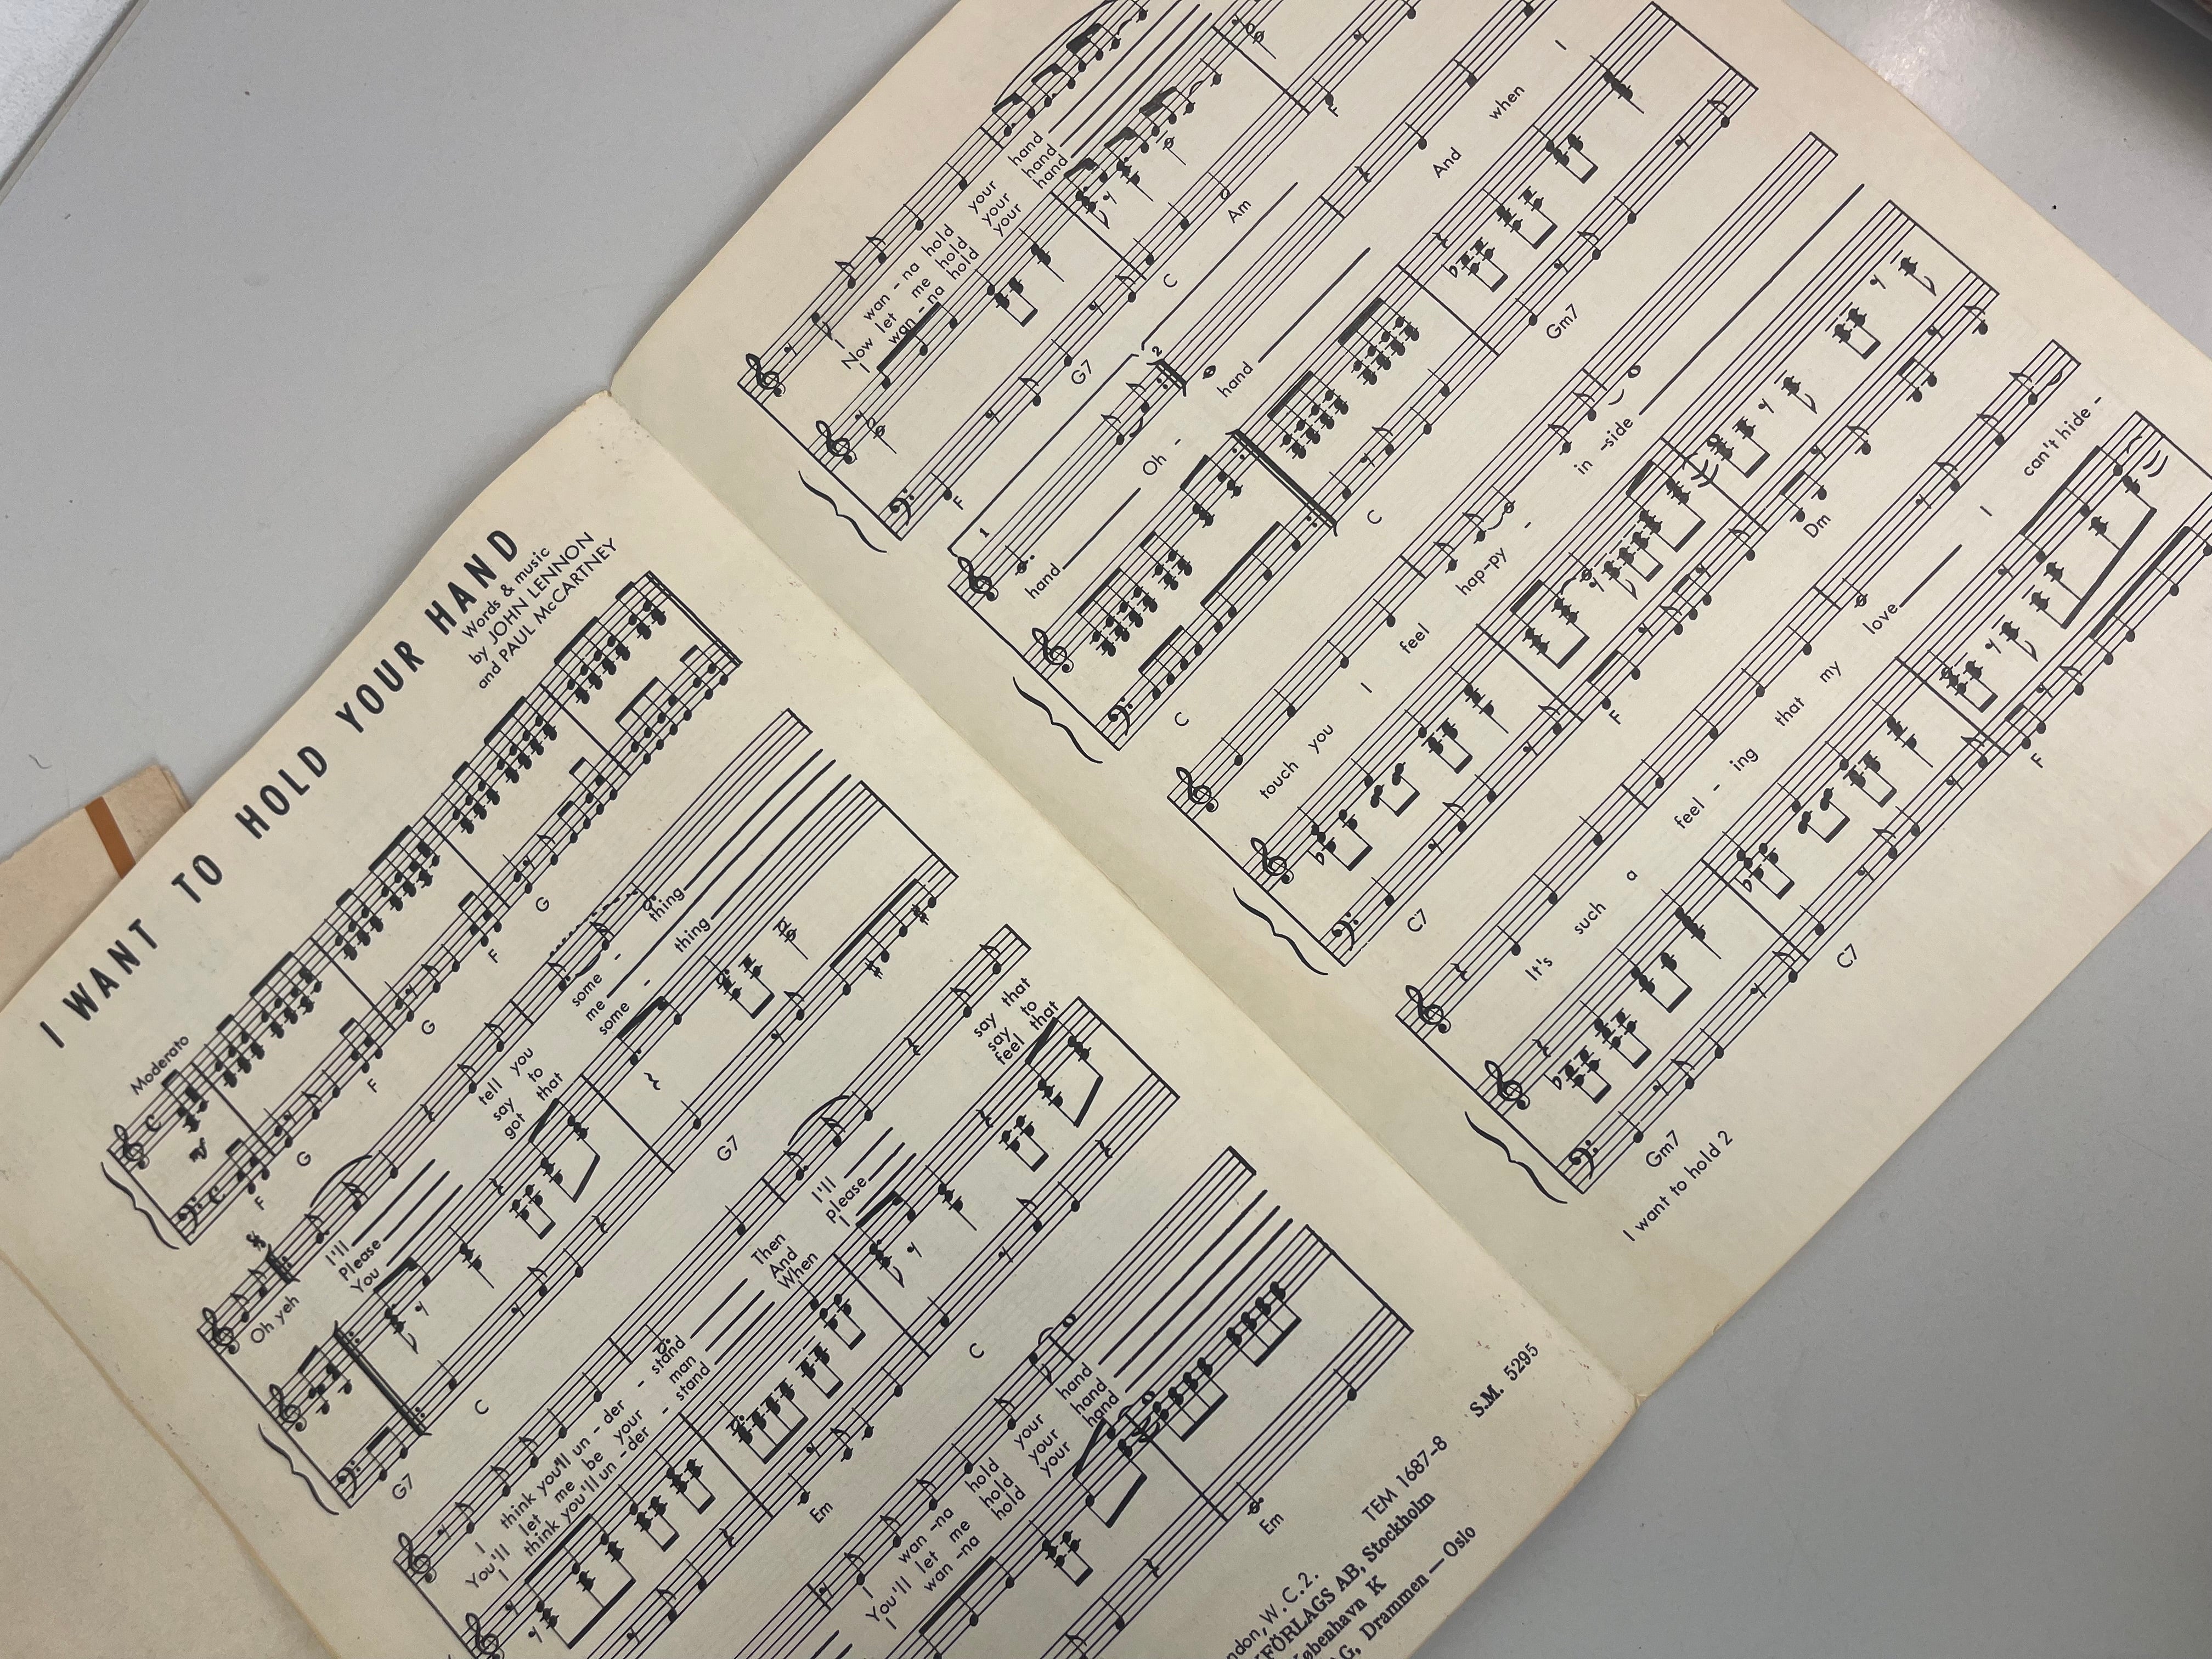 I WANT TO HOLD YOUR HAND
Words & music
by JOHN LENNON
and PAUL McCARTNEY
Moderato
mf
F G F G F G
Oh yeh I'll tell you some - thing
Please say to me
You got that some - thing
G7 C G7
I think you'll un - der - stand Then I'll say that
You'll let me be your man And please say to
I think you'll un - der - stand When I feel that
Em C
I wan - na hold your hand
You'll let me hold your hand
I wan - na hold your hand
Em
ndon, W.C.2.
FÖRLAGS AB, Stockholm
København K
Drammen — Oslo
TEM 1687-8
S.M. 5295
I wan - na hold your hand
Now let me hold your hand
I wan - na hold your hand
F G7 C Am F
1 2
hand Oh - hand And when I
C C Gm7
touch you I feel hap-py - in -side
C7 F Dm
It's such a feel - ing that my love I can't hide -
Gm7 C7 F
I want to hold 2